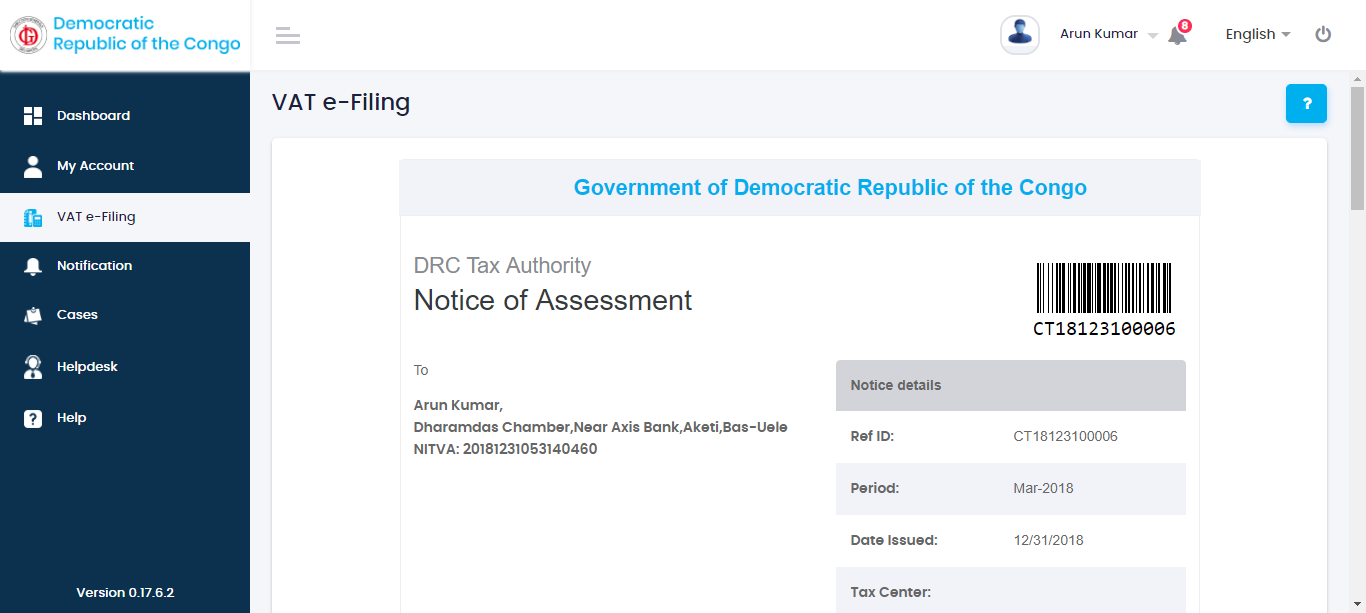 Democratic
Republic of the Congo
Arun Kumar
8
English
Dashboard
My Account
VAT e-Filing
Notification
Cases
Helpdesk
Help
Version 0.17.6.2
VAT e-Filing
?
Government of Democratic Republic of the Congo
DRC Tax Authority
Notice of Assessment
CT18123100006
To
Arun Kumar,
Dharamdas Chamber,Near Axis Bank,Aketi,Bas-Uele
NITVA: 20181231053140460
Notice details
Ref ID: CT18123100006
Period: Mar-2018
Date Issued: 12/31/2018
Tax Center: